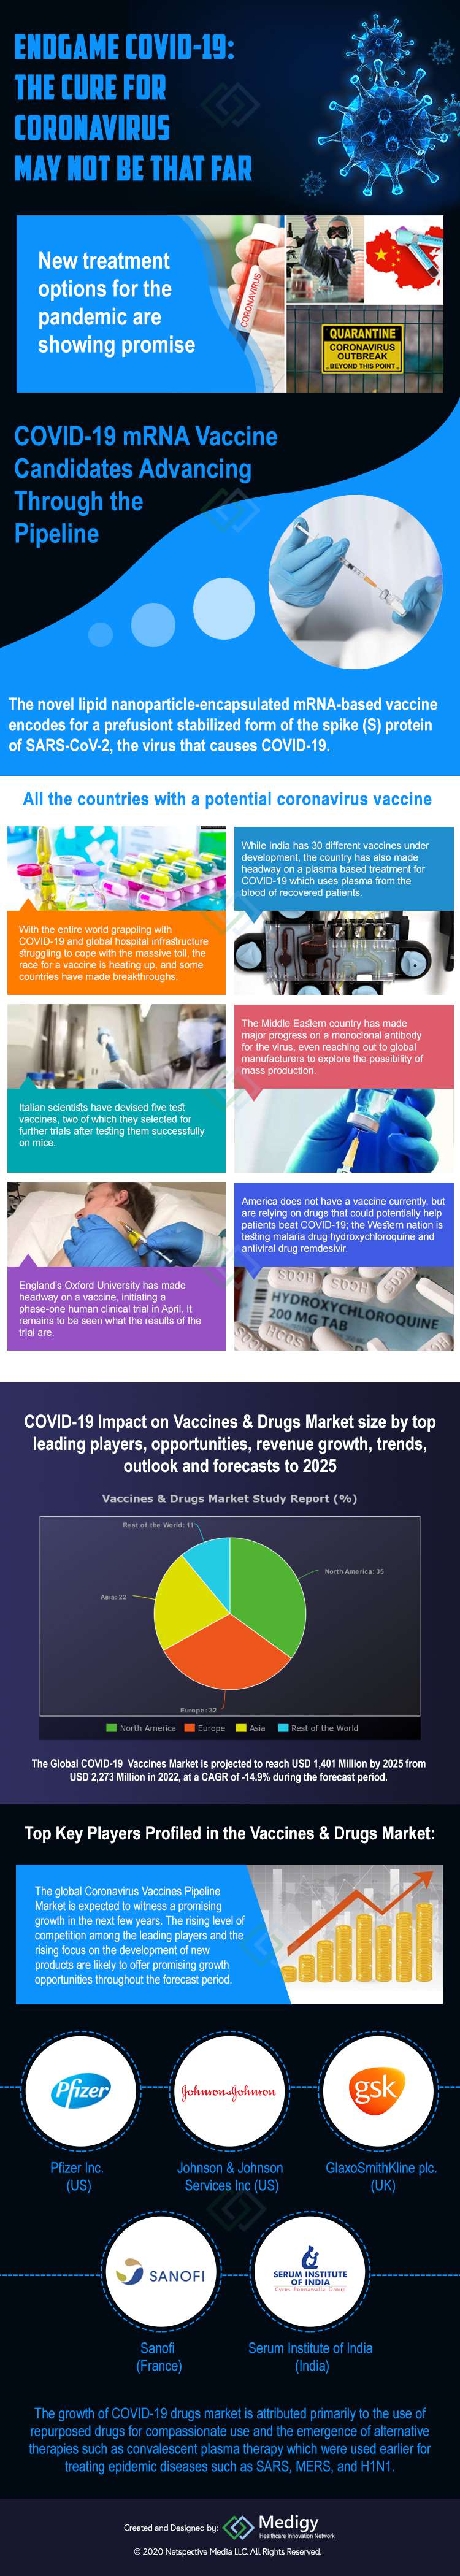 ENDGAME COVID-19:
THE CURE FOR
CORONAVIRUS
MAY NOT BE THAT FAR
New treatment
options for the
pandemic are
showing promise
CORONAVIRUS
QUARANTINE
CORONAVIRUS
OUTBREAK
BEYOND THIS POINT
COVID-19 mRNA Vaccine
Candidates Advancing
Through the
Pipeline
The novel lipid nanoparticle-encapsulated mRNA-based vaccine
encodes for a prefusiont stabilized form of the spike (S) protein
of SARS-CoV-2, the virus that causes COVID-19.
All the countries with a potential coronavirus vaccine
With the entire world grappling with
COVID-19 and global hospital infrastructure
struggling to cope with the massive toll, the
race for a vaccine is heating up, and some
countries have made breakthroughs.
While India has 30 different vaccines under
development, the country has also made
headway on a plasma based treatment for
COVID-19 which uses plasma from the
blood of recovered patients.
Italian scientists have devised five test
vaccines, two of which they selected for
further trials after testing them successfully
on mice.
The Middle Eastern country has made
major progress on a monoclonal antibody
for the virus, even reaching out to global
manufacturers to explore the possibility of
mass production.
England's Oxford University has made
headway on a vaccine, initiating a
phase-one human clinical trial in April. It
remains to be seen what the results of the
trial are.
America does not have a vaccine currently, but
are relying on drugs that could potentially help
patients beat COVID-19; the Western nation is
testing malaria drug hydroxychloroquine and
antiviral drug remdesivir.
HYDROXYCHLOROQUINE
200 MG TAB
COVID-19 Impact on Vaccines & Drugs Market size by top
leading players, opportunities, revenue growth, trends,
outlook and forecasts to 2025
Vaccines & Drugs Market Study Report (%)
Rest of the World: 11
North America: 35
Asia: 22
Europe: 32
North America Europe Asia Rest of the World
The Global COVID-19 Vaccines Market is projected to reach USD 1,401 Million by 2025 from
USD 2,273 Million in 2022, at a CAGR of -14.9% during the forecast period.
Top Key Players Profiled in the Vaccines & Drugs Market:
The global Coronavirus Vaccines Pipeline
Market is expected to witness a promising
growth in the next few years. The rising level of
competition among the leading players and the
rising focus on the development of new
products are likely to offer promising growth
opportunities throughout the forecast period.
Pfizer
Johnson & Johnson
gsk
Pfizer Inc.
(US)
Johnson & Johnson
Services Inc (US)
GlaxoSmithKline plc.
(UK)
SANOFI
SERUM INSTITUTE
OF INDIA
Cyrus Poonawalla Group
Sanofi
(France)
Serum Institute of India
(India)
The growth of COVID-19 drugs market is attributed primarily to the use of
repurposed drugs for compassionate use and the emergence of alternative
therapies such as convalescent plasma therapy which were used earlier for
treating epidemic diseases such as SARS, MERS, and H1N1.
Created and Designed by: Medigy
Healthcare Innovation Network
© 2020 Netspective Media LLC. All Rights Reserved.